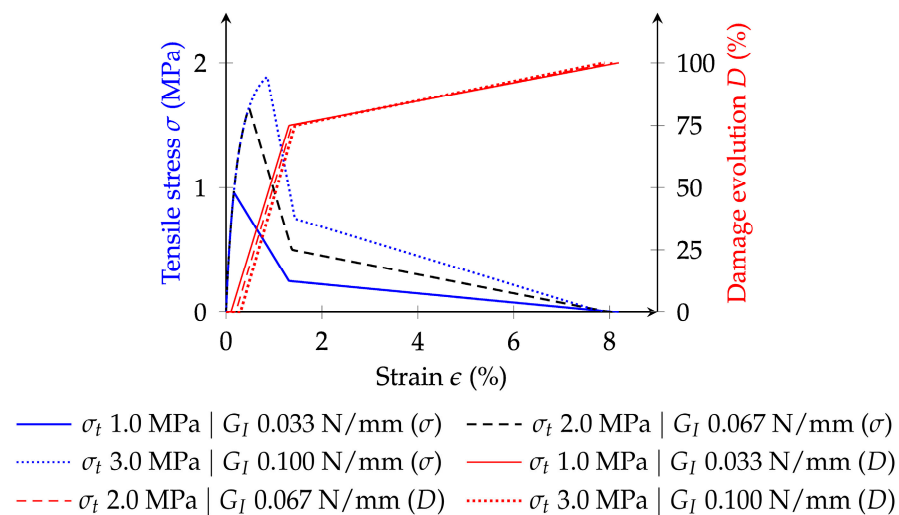 Tensile stress σ (MPa)
2
1
0
0 2 4 6 8
Strain ϵ (%)
100
75
50
25
0
Damage evolution D (%)
σt 1.0 MPa | GI 0.033 N/mm (σ)
σt 2.0 MPa | GI 0.067 N/mm (σ)
σt 3.0 MPa | GI 0.100 N/mm (σ)
σt 1.0 MPa | GI 0.033 N/mm (D)
σt 2.0 MPa | GI 0.067 N/mm (D)
σt 3.0 MPa | GI 0.100 N/mm (D)